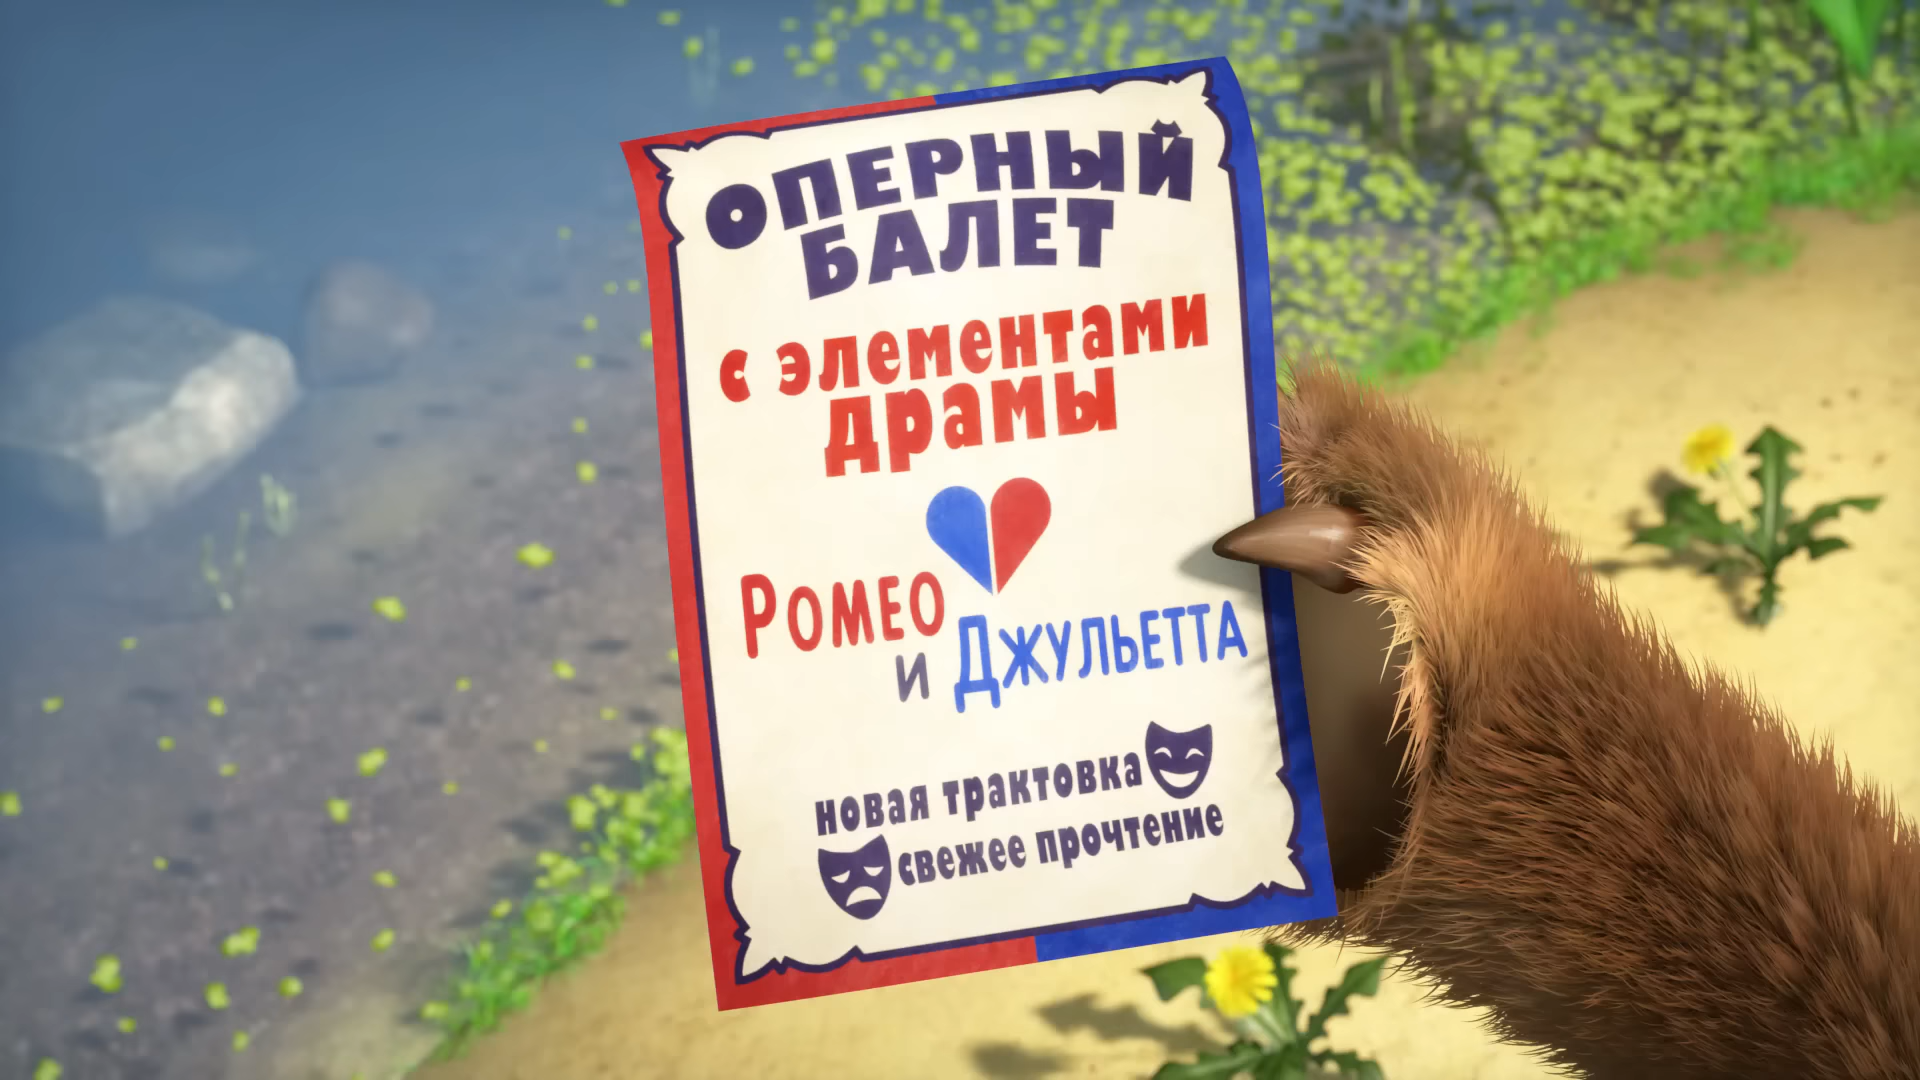 ОПЕРНЫЙ
БАЛЕТ
с элементами
драмы
Ромео
и Джульетта
новая трактовка
свежее прочтение